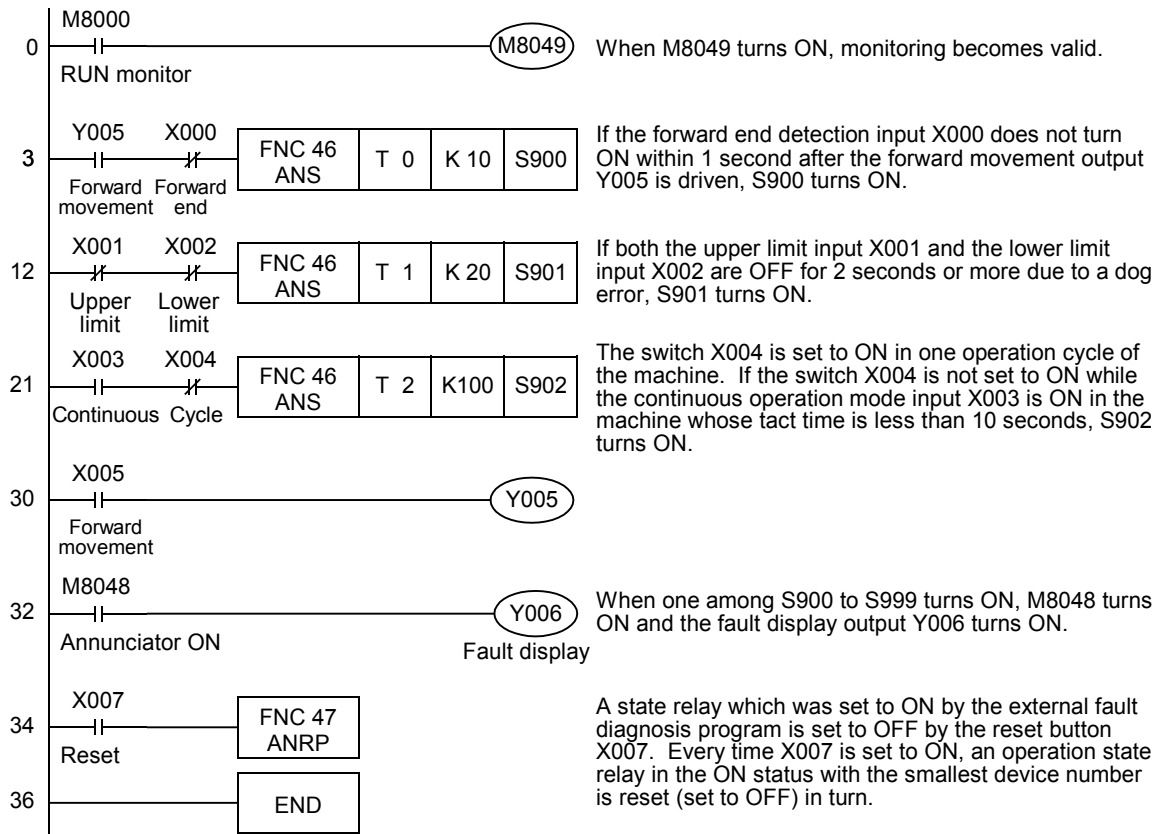 M8000
0
M8049
When M8049 turns ON, monitoring becomes valid.
RUN monitor
Y005 X000
3
FNC 46
ANS
T 0 K 10 S900
Forward Forward
movement end
If the forward end detection input X000 does not turn
ON within 1 second after the forward movement output
Y005 is driven, S900 turns ON.
X001 X002
12
FNC 46
ANS
T 1 K 20 S901
Upper Lower
limit limit
If both the upper limit input X001 and the lower limit
input X002 are OFF for 2 seconds or more due to a dog
error, S901 turns ON.
X003 X004
21
FNC 46
ANS
T 2 K100 S902
Continuous Cycle
The switch X004 is set to ON in one operation cycle of
the machine. If the switch X004 is not set to ON while
the continuous operation mode input X003 is ON in the
machine whose tact time is less than 10 seconds, S902
turns ON.
X005
30
Y005
Forward
movement
M8048
32
Y006
Annunciator ON
Fault display
When one among S900 to S999 turns ON, M8048 turns
ON and the fault display output Y006 turns ON.
X007
34
FNC 47
ANRP
Reset
A state relay which was set to ON by the external fault
diagnosis program is set to OFF by the reset button
X007. Every time X007 is set to ON, an operation state
relay in the ON status with the smallest device number
is reset (set to OFF) in turn.
36
END